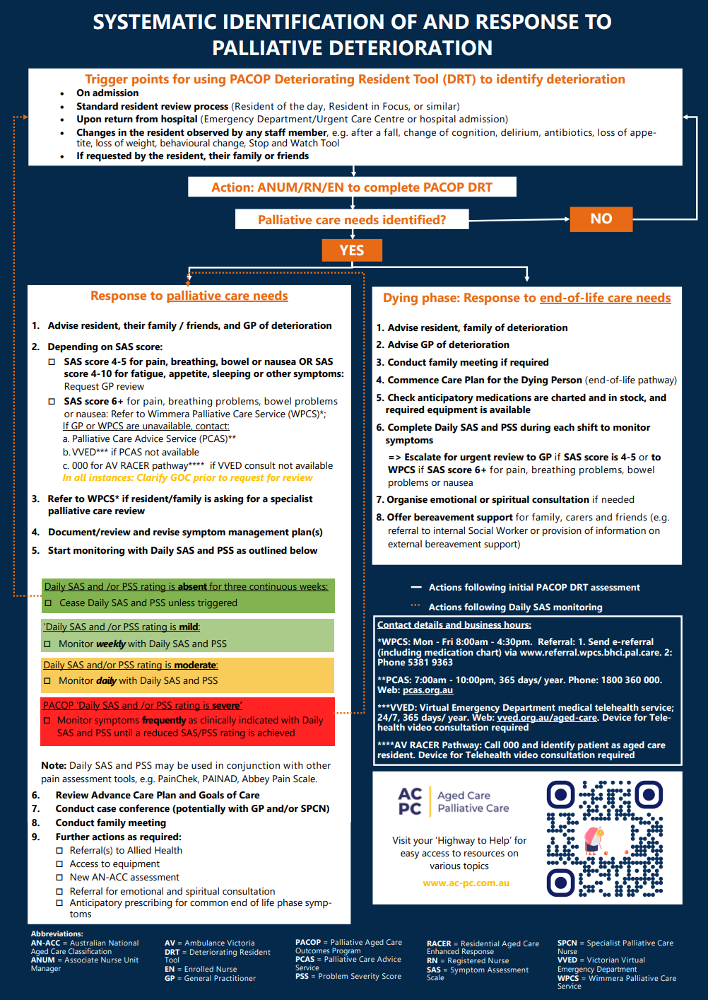 SYSTEMATIC IDENTIFICATION OF AND RESPONSE TO
PALLIATIVE DETERIORATION
Trigger points for using PACOP Deteriorating Resident Tool (DRT) to identify deterioration
• On admission
• Standard resident review process (Resident of the day, Resident in Focus, or similar)
• Upon return from hospital (Emergency Department/Urgent Care Centre or hospital admission)
• Changes in the resident observed by any staff member, e.g. after a fall, change of cognition, delirium, antibiotics, loss of appe-
tite, loss of weight, behavioural change, Stop and Watch Tool
• If requested by the resident, their family or friends
Action: ANUM/RN/EN to complete PACOP DRT
Palliative care needs identified?
NO
YES
Response to palliative care needs
1. Advise resident, their family / friends, and GP of deterioration
2. Depending on SAS score:
☐ SAS score 4-5 for pain, breathing, bowel or nausea OR SAS
score 4-10 for fatigue, appetite, sleeping or other symptoms:
Request GP review
☐ SAS score 6+ for pain, breathing problems, bowel problems
or nausea: Refer to Wimmera Palliative Care Service (WPCS)*;
If GP or WPCS are unavailable, contact:
a. Palliative Care Advice Service (PCAS)**
b. VVED*** if PCAS not available
c. 000 for AV RACER pathway**** if VVED consult not available
In all instances: Clarify GOC prior to request for review
3. Refer to WPCS* if resident/family is asking for a specialist
palliative care review
4. Document/review and revise symptom management plan(s)
5. Start monitoring with Daily SAS and PSS as outlined below
Daily SAS and /or PSS rating is absent for three continuous weeks:
☐ Cease Daily SAS and PSS unless triggered
'Daily SAS and /or PSS rating is mild:
☐ Monitor weekly with Daily SAS and PSS
Daily SAS and/or PSS rating is moderate:
☐ Monitor daily with Daily SAS and PSS
PACOP 'Daily SAS and /or PSS rating is severe'
☐ Monitor symptoms frequently as clinically indicated with Daily
SAS and PSS until a reduced SAS/PSS rating is achieved
Note: Daily SAS and PSS may be used in conjunction with other
pain assessment tools, e.g. PainChek, PAINAD, Abbey Pain Scale.
6. Review Advance Care Plan and Goals of Care
7. Conduct case conference (potentially with GP and/or SPCN)
8. Conduct family meeting
9. Further actions as required:
☐ Referral(s) to Allied Health
☐ Access to equipment
☐ New AN-ACC assessment
☐ Referral for emotional and spiritual consultation
☐ Anticipatory prescribing for common end of life phase symp-
toms
Dying phase: Response to end-of-life care needs
1. Advise resident, family of deterioration
2. Advise GP of deterioration
3. Conduct family meeting if required
4. Commence Care Plan for the Dying Person (end-of-life pathway)
5. Check anticipatory medications are charted and in stock, and
required equipment is available
6. Complete Daily SAS and PSS during each shift to monitor
symptoms
=> Escalate for urgent review to GP if SAS score is 4-5 or to
WPCS if SAS score 6+ for pain, breathing problems, bowel
problems or nausea
7. Organise emotional or spiritual consultation if needed
8. Offer bereavement support for family, carers and friends (e.g.
referral to internal Social Worker or provision of information on
external bereavement support)
Actions following initial PACOP DRT assessment
Actions following Daily SAS monitoring
Contact details and business hours:
*WPCS: Mon - Fri 8:00am - 4:30pm. Referral: 1. Send e-referral
(including medication chart) via www.referral.wpcs.bhci.pal.care. 2:
Phone 5381 9363
**PCAS: 7:00am - 10:00pm, 365 days/ year. Phone: 1800 360 000.
Web: pcas.org.au
***VVED: Virtual Emergency Department medical telehealth service;
24/7, 365 days/ year. Web: vved.org.au/aged-care. Device for Tele-
health video consultation required
****AV RACER Pathway: Call 000 and identify patient as aged care
resident. Device for Telehealth video consultation required
AC
PC
Aged Care
Palliative Care
Visit your 'Highway to Help' for
easy access to resources on
various topics
www.ac-pc.com.au
Abbreviations:
AN-ACC = Australian National
Aged Care Classification
ANUM = Associate Nurse Unit
Manager
AV = Ambulance Victoria
DRT = Deteriorating Resident
Tool
EN = Enrolled Nurse
GP = General Practitioner
PACOP = Palliative Aged Care
Outcomes Program
PCAS = Palliative Care Advice
Service
PSS = Problem Severity Score
RACER = Residential Aged Care
Enhanced Response
RN = Registered Nurse
SAS = Symptom Assessment
Scale
SPCN = Specialist Palliative Care
Nurse
VVED = Victorian Virtual
Emergency Department
WPCS = Wimmera Palliative Care
Service